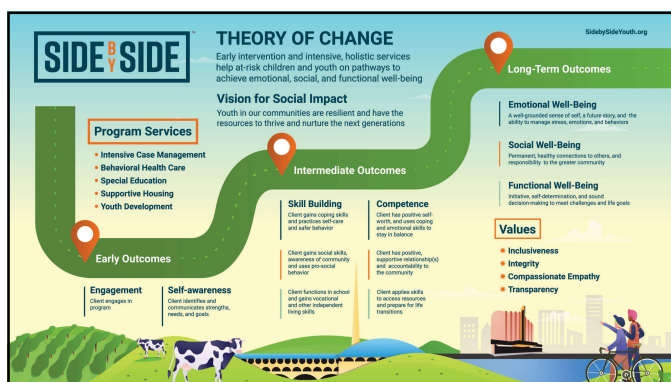 SIDE BY SIDE™
SidebySideYouth.org
THEORY OF CHANGE
Early intervention and intensive, holistic services
help at-risk children and youth on pathways to
achieve emotional, social, and functional well-being
Vision for Social Impact
Youth in our communities are resilient and have the
resources to thrive and nurture the next generations
Program Services
• Intensive Case Management
• Behavioral Health Care
• Special Education
• Supportive Housing
• Youth Development
Early Outcomes
Engagement
Client engages in
program
Self-awareness
Client identifies and
communicates strengths,
needs, and goals
Intermediate Outcomes
Skill Building
Client gains coping skills
and practices self-care
and safer behavior
Client gains social skills,
awareness of community
and uses pro-social
behavior
Client functions in school
and gains vocational
and other independent
living skills
Competence
Client has positive self-
worth, and uses coping
and emotional skills to
stay in balance
Client has positive,
supportive relationship(s)
and accountability to
the community
Client applies skills
to access resources
and prepare for life
transitions
Long-Term Outcomes
Emotional Well-Being
A well-grounded sense of self, a future story, and the
ability to manage stress, emotions, and behaviors
Social Well-Being
Permanent, healthy connections to others, and
responsibility to the greater community
Functional Well-Being
Initiative, self-determination, and sound
decision-making to meet challenges and life goals
Values
Inclusiveness
Integrity
Compassionate Empathy
Transparency